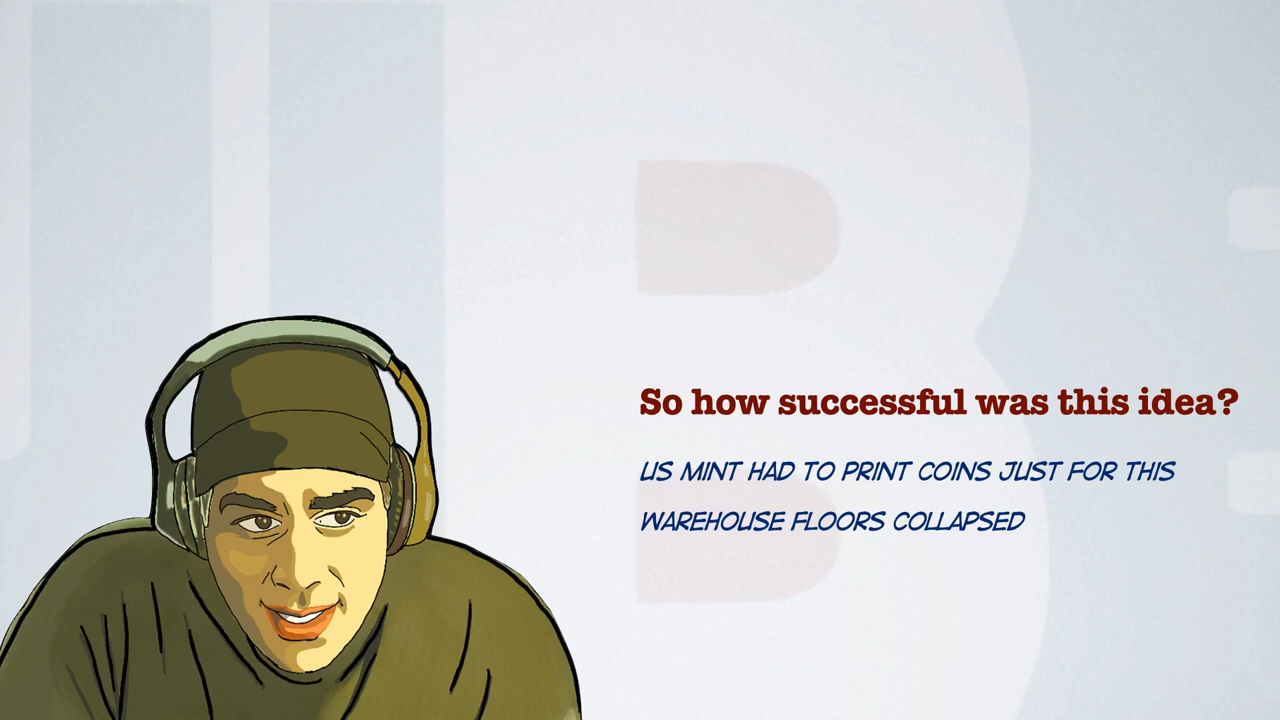 So how successful was this idea?
US MINT HAD TO PRINT COINS JUST FOR THIS
WAREHOUSE FLOORS COLLAPSED